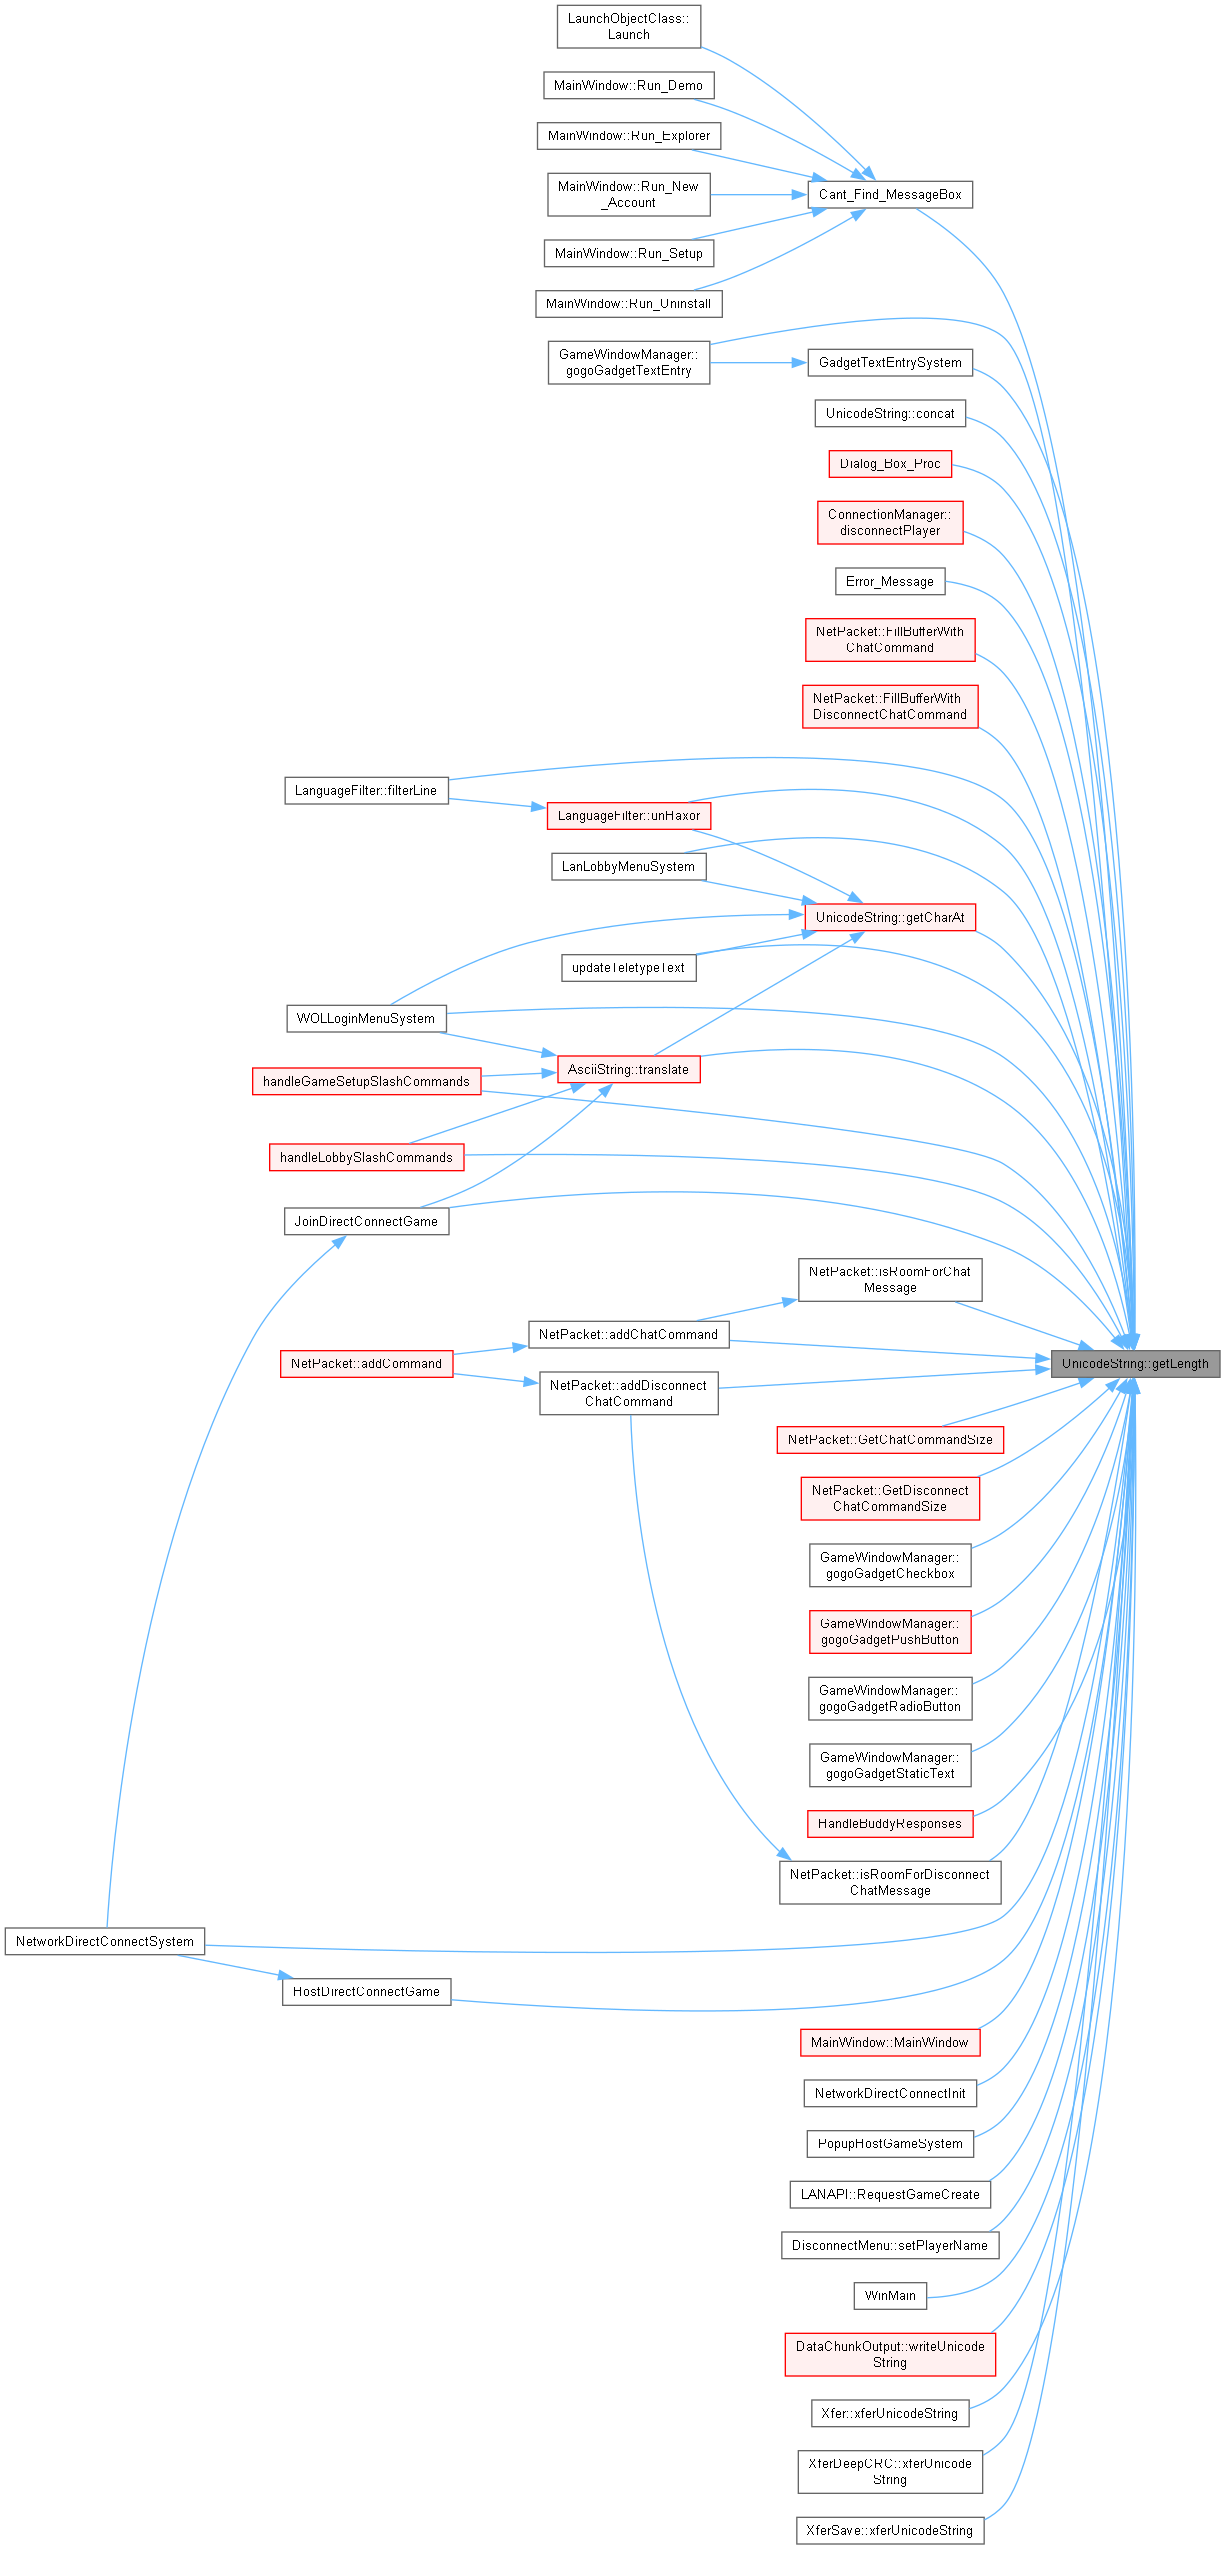 LaunchObjectClass::
Launch
MainWindow::Run_Demo
MainWindow::Run_Explorer
MainWindow::Run_New
_Account
Cant_Find_MessageBox
MainWindow::Run_Setup
MainWindow::Run_Uninstall
GameWindowManager::
gogoGadgetTextEntry
GadgetTextEntrySystem
UnicodeString::concat
Dialog_Box_Proc
ConnectionManager::
disconnectPlayer
Error_Message
NetPacket::FillBufferWith
ChatCommand
NetPacket::FillBufferWith
DisconnectChatCommand
LanguageFilter::filterLine
LanguageFilter::unHaxor
LanLobbyMenuSystem
UnicodeString::getCharAt
updateTeletypeText
WOLLoginMenuSystem
AsciiString::translate
handleGameSetupSlashCommands
handleLobbySlashCommands
JoinDirectConnectGame
NetPacket::isRoomForChat
Message
NetPacket::addChatCommand
NetPacket::addCommand
UnicodeString::getLength
NetPacket::addDisconnect
ChatCommand
NetPacket::GetChatCommandSize
NetPacket::GetDisconnect
ChatCommandSize
GameWindowManager::
gogoGadgetCheckbox
GameWindowManager::
gogoGadgetPushButton
GameWindowManager::
gogoGadgetRadioButton
GameWindowManager::
gogoGadgetStaticText
HandleBuddyResponses
NetPacket::isRoomForDisconnect
ChatMessage
NetworkDirectConnectSystem
HostDirectConnectGame
MainWindow::MainWindow
NetworkDirectConnectInit
PopupHostGameSystem
LANAPI::RequestGameCreate
DisconnectMenu::setPlayerName
WinMain
DataChunkOutput::writeUnicode
String
Xfer::xferUnicodeString
XferDeepCRC::xferUnicode
String
XferSave::xferUnicodeString